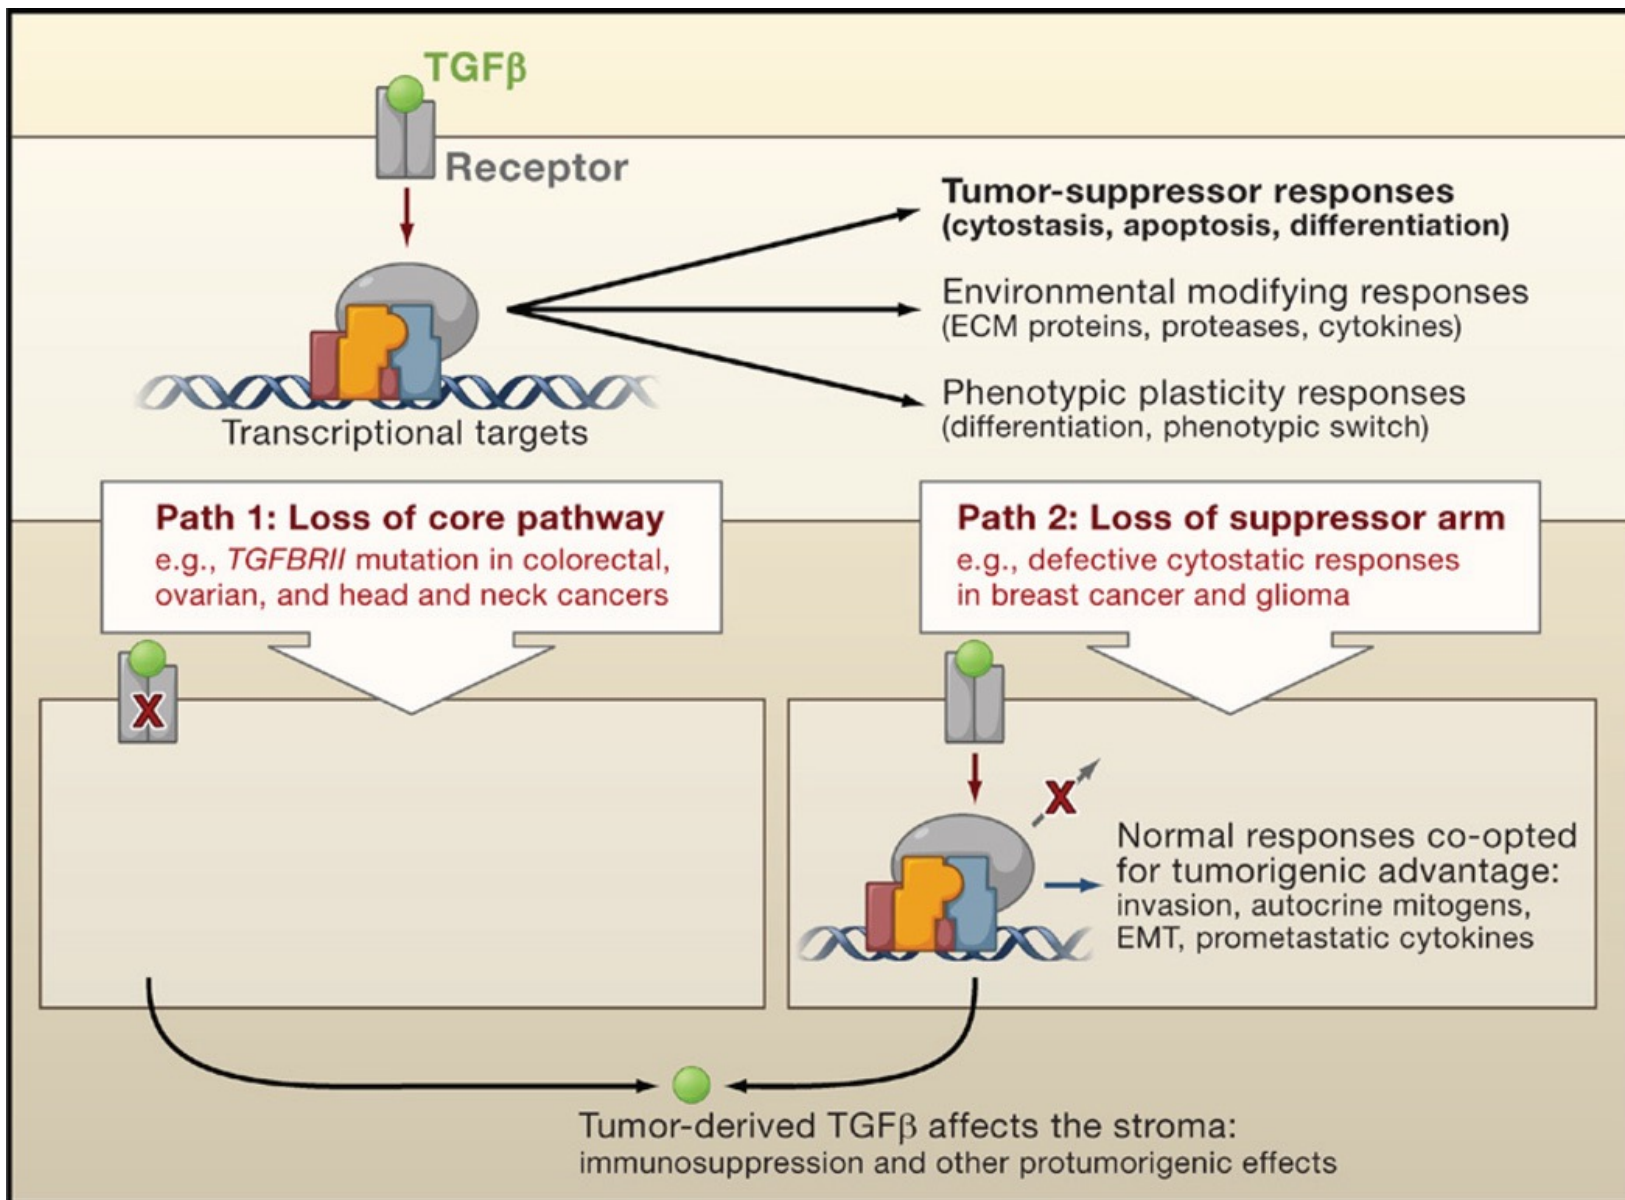 TGFβ
Receptor
Tumor-suppressor responses
(cytostasis, apoptosis, differentiation)
Environmental modifying responses
(ECM proteins, proteases, cytokines)
Phenotypic plasticity responses
(differentiation, phenotypic switch)
Transcriptional targets
Path 1: Loss of core pathway
e.g., TGFBRII mutation in colorectal,
ovarian, and head and neck cancers
Path 2: Loss of suppressor arm
e.g., defective cytostatic responses
in breast cancer and glioma
X
X
Normal responses co-opted
for tumorigenic advantage:
invasion, autocrine mitogens,
EMT, prometastatic cytokines
Tumor-derived TGFβ affects the stroma:
immunosuppression and other protumorigenic effects